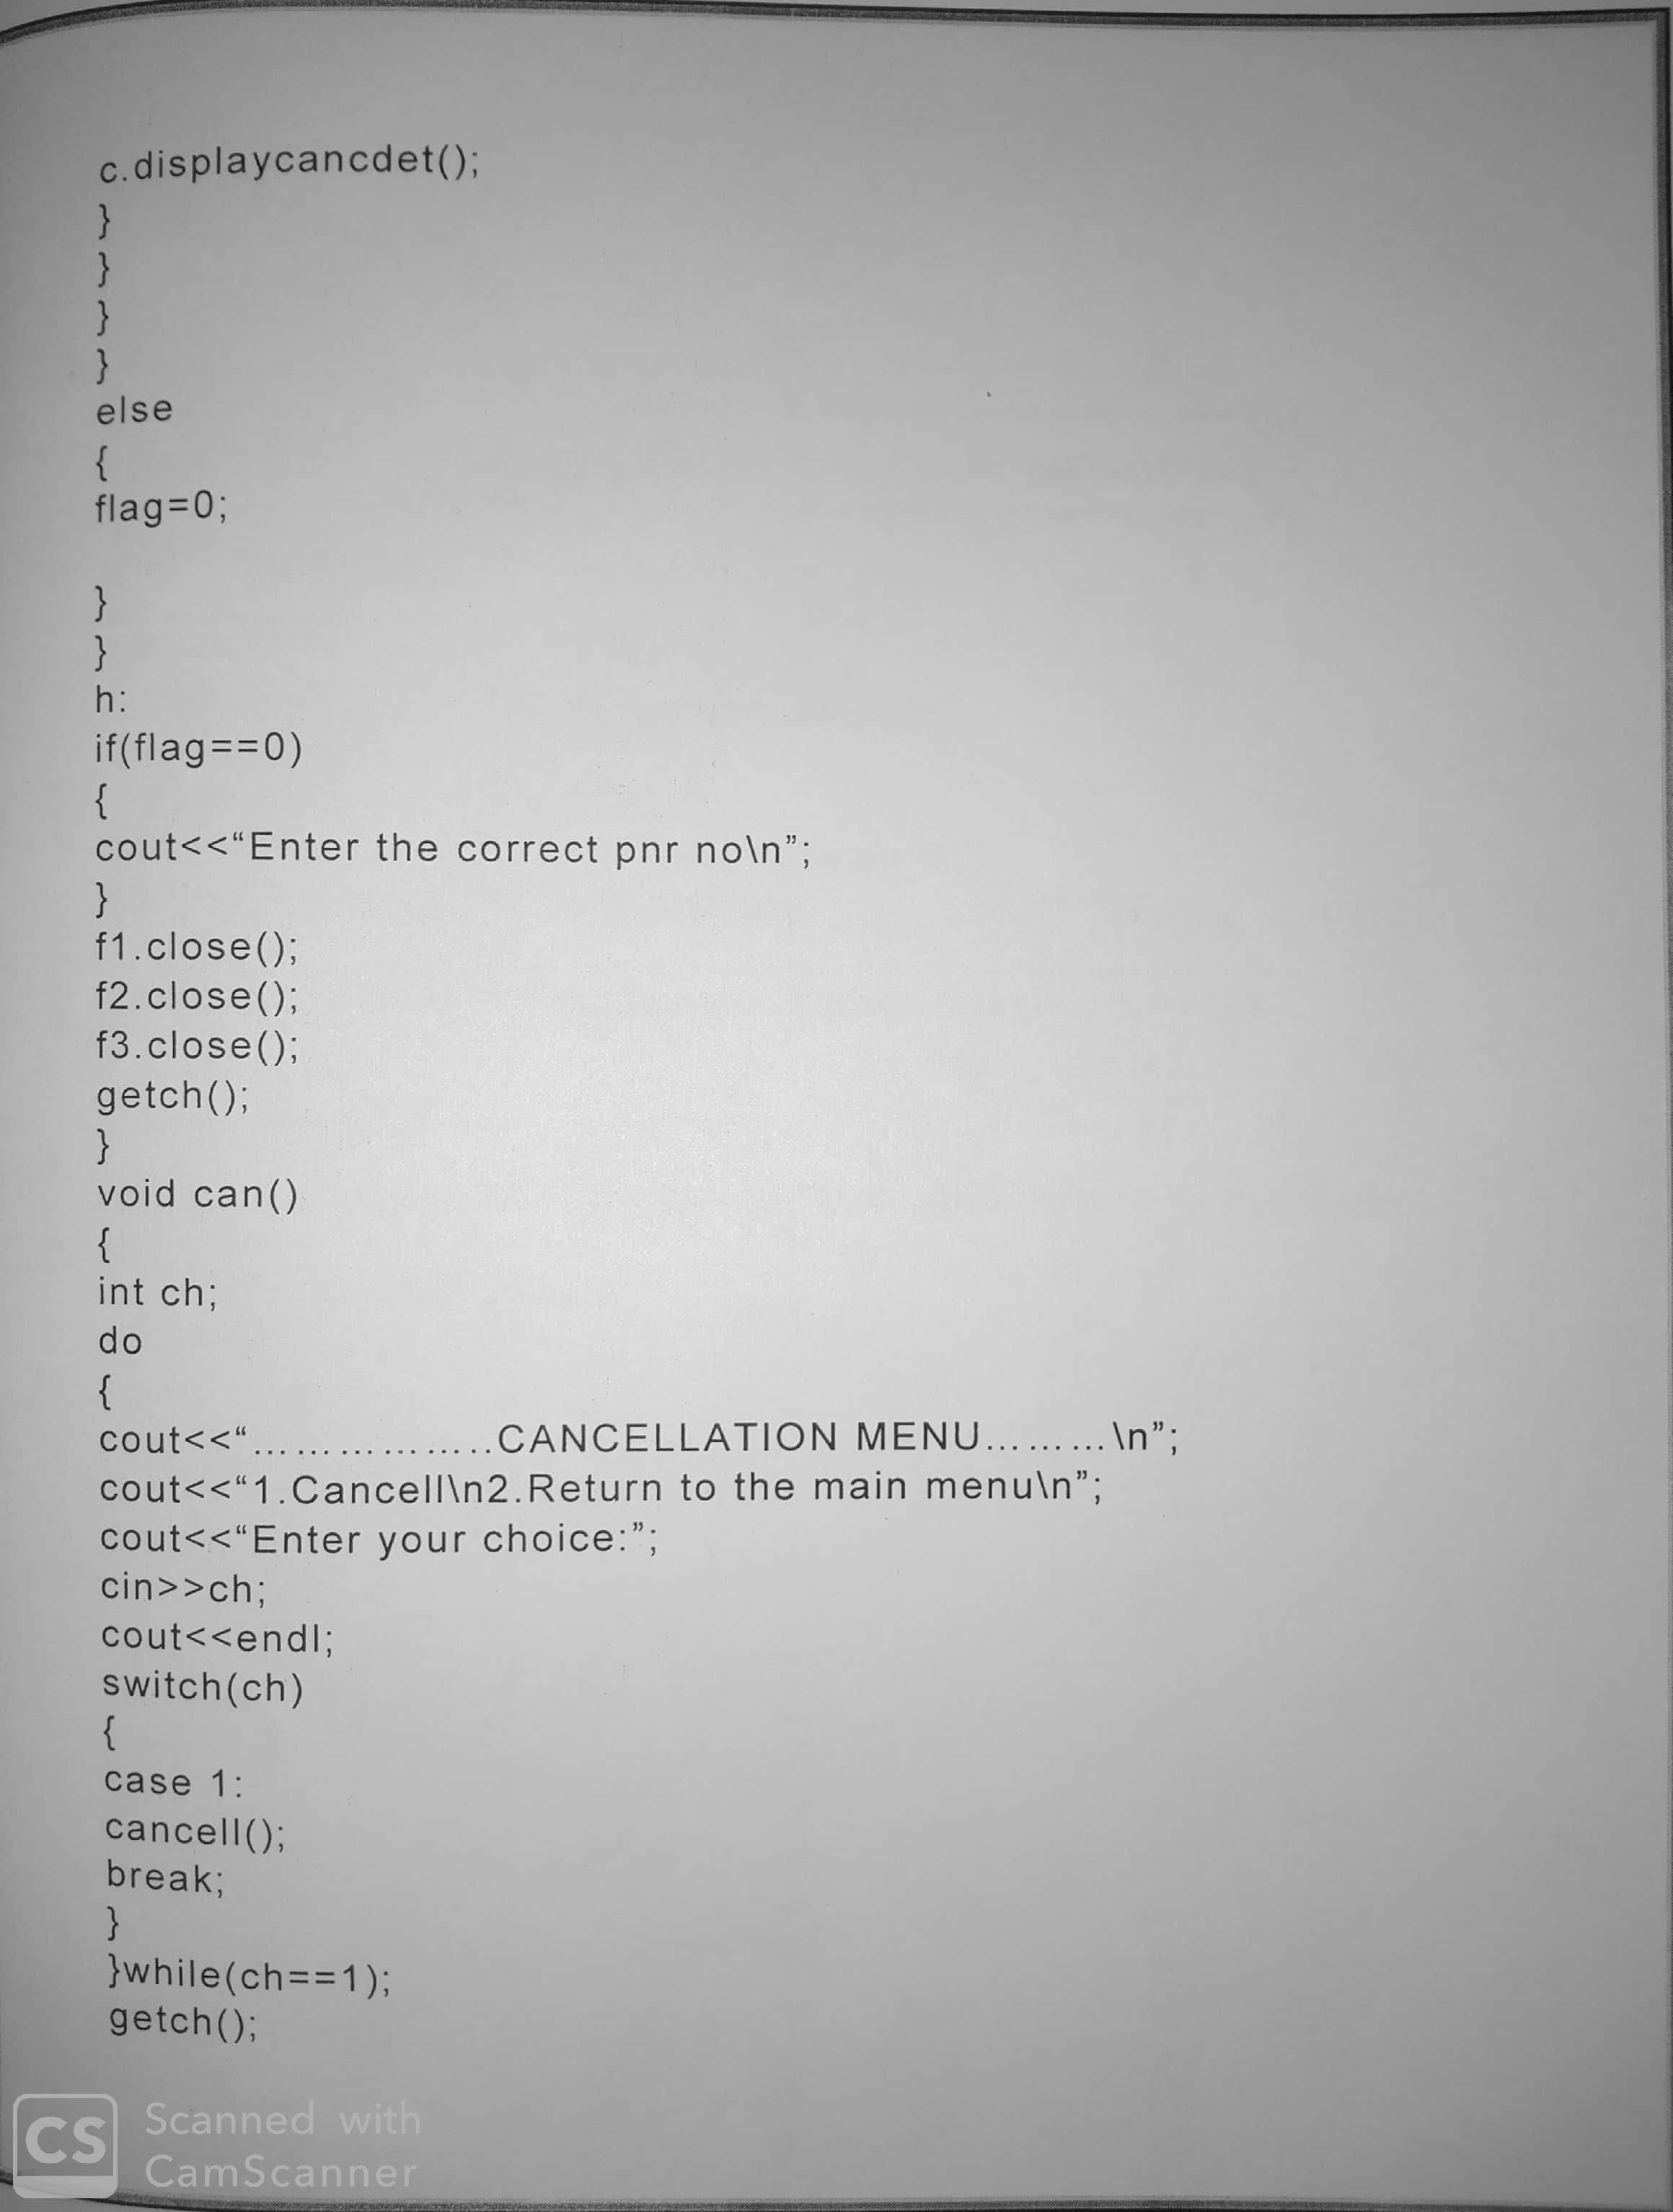 c.displaycancdet();
}
}
}
}
else
{
flag=0;
}
}
h:
if(flag==0)
{
cout<<“Enter the correct pnr no\n”;
}
f1.close();
f2.close();
f3.close();
getch();
}
void can()
{
int ch;
do
{
cout<<“..................CANCELLATION MENU.........\n”;
cout<<“1.Cancell\n2.Return to the main menu\n”;
cout<<“Enter your choice:”;
cin>>ch;
cout<<endl;
switch(ch)
{
case 1:
cancell();
break;
}
}while(ch==1);
getch();
CS
Scanned with
CamScanner